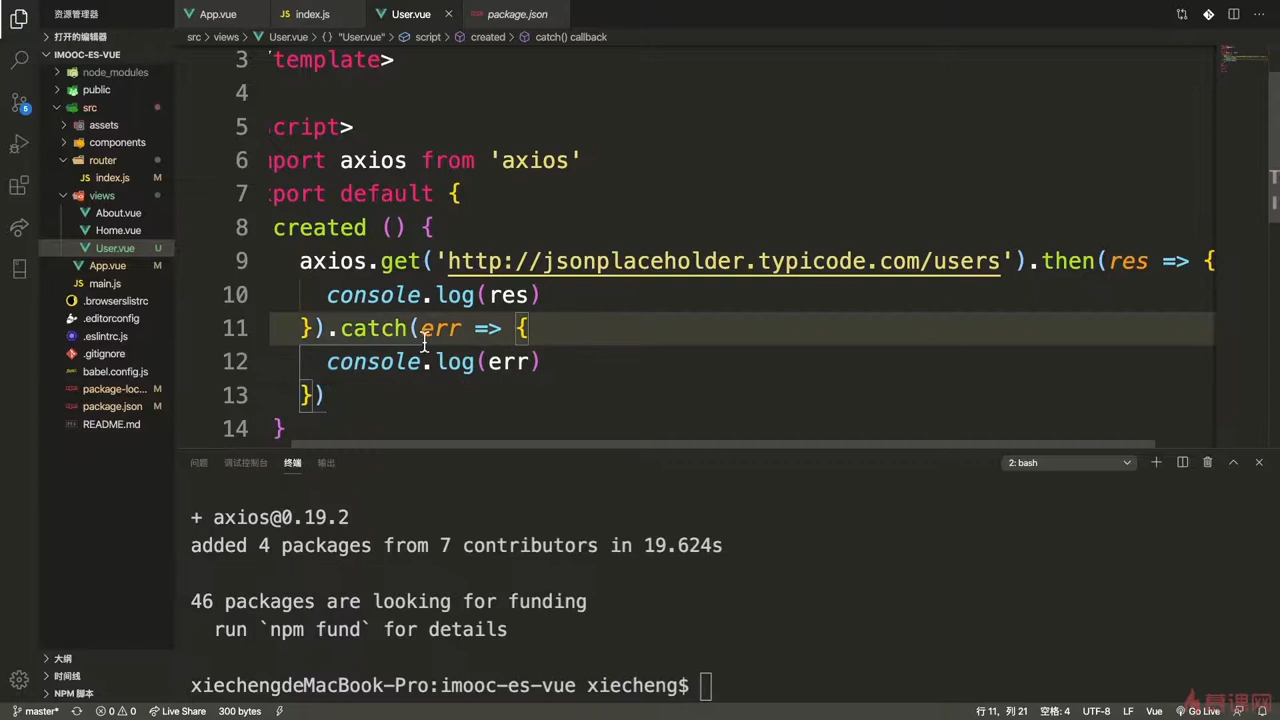 资源管理器
App.vue
index.js
User.vue
package.json
打开的编辑器
src
views
User.vue
{} "User.vue"
script
created
catch() callback
IMOOC-ES-VUE
node_modules
public
src
assets
components
router
index.js M
views
About.vue
Home.vue
User.vue U
App.vue
main.js
.browserslistrc
.editorconfig
.eslintrc.js
.gitignore
babel.config.js
package-loc... M
package.json M
README.md
大纲
时间线
NPM 脚本
5
3 template>
4
5 cript>
6 port axios from 'axios'
7 port default {
8 created () {
9 axios.get('http://jsonplaceholder.typicode.com/users').then(res => {
10 console.log(res)
11 }).catch(err => {
12 console.log(err)
13 })
14 }
问题
调试控制台
终端
输出
2: bash
+ axios@0.19.2
added 4 packages from 7 contributors in 19.624s
46 packages are looking for funding
run `npm fund` for details
xiechengdeMacBook-Pro:imooc-es-vue xiecheng$
master*
0
0
Live Share
300 bytes
行 11, 列 21
空格: 4
UTF-8
LF
Vue
Go Live
慕课网